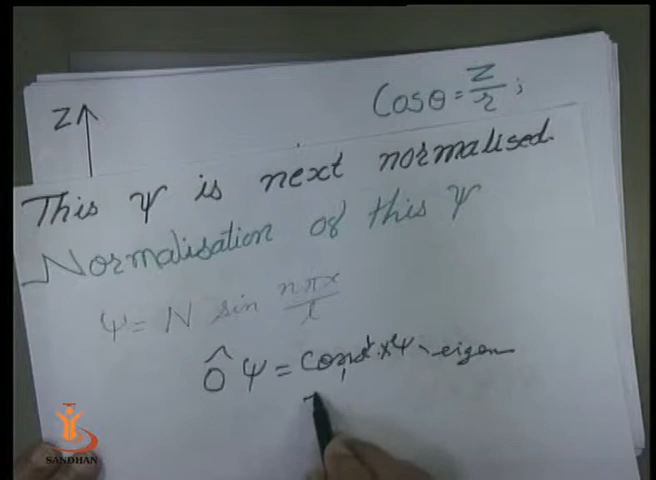 Z
Cosθ = Z/r ;
This ψ is next normalised.
Normalisation of this ψ
ψ = N sin nπx/l
Ô ψ = Const × ψ - eigen
SANDHAN